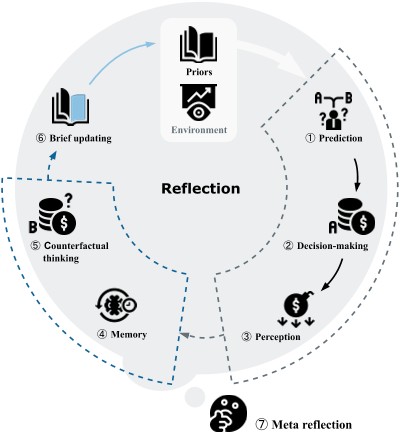 Priors
Environment
A B
?
① Prediction
⑥ Brief updating
Reflection
?
B $
A $
⑤ Counterfactual
thinking
② Decision-making
$
④ Memory
③ Perception
⑦ Meta reflection